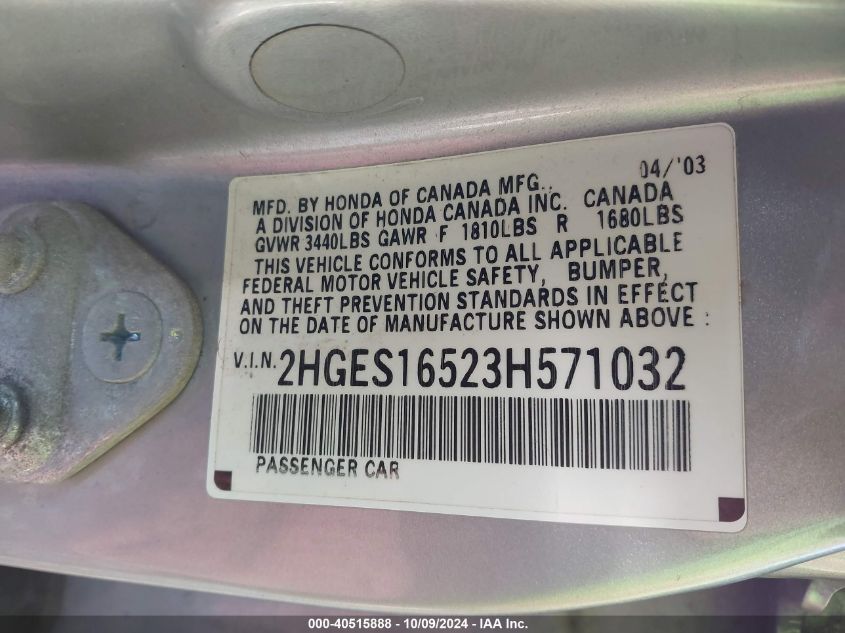 04/'03
MFD. BY HONDA OF CANADA MFG.,
A DIVISION OF HONDA CANADA INC. CANADA
GVWR 3440LBS GAWR F 1810LBS R 1680LBS
THIS VEHICLE CONFORMS TO ALL APPLICABLE
FEDERAL MOTOR VEHICLE SAFETY, BUMPER,
AND THEFT PREVENTION STANDARDS IN EFFECT
ON THE DATE OF MANUFACTURE SHOWN ABOVE :
V.I.N. 2HGES16523H571032
PASSENGER CAR
000-40515888 - 10/09/2024 - IAA Inc.